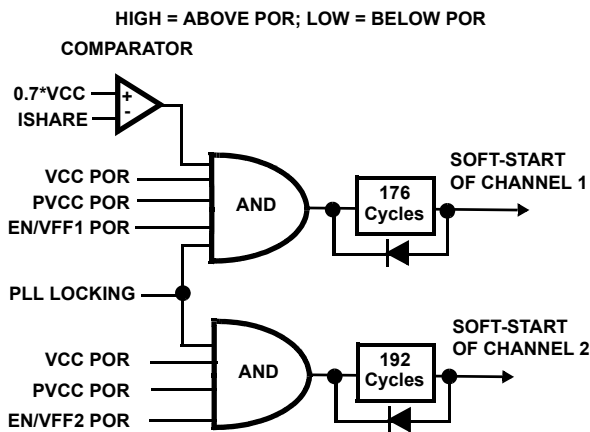 HIGH = ABOVE POR; LOW = BELOW POR
COMPARATOR
0.7*VCC
+
ISHARE
-
VCC POR
PVCC POR
EN/VFF1 POR
AND
176
Cycles
SOFT-START
OF CHANNEL 1
PLL LOCKING
VCC POR
PVCC POR
EN/VFF2 POR
AND
192
Cycles
SOFT-START
OF CHANNEL 2